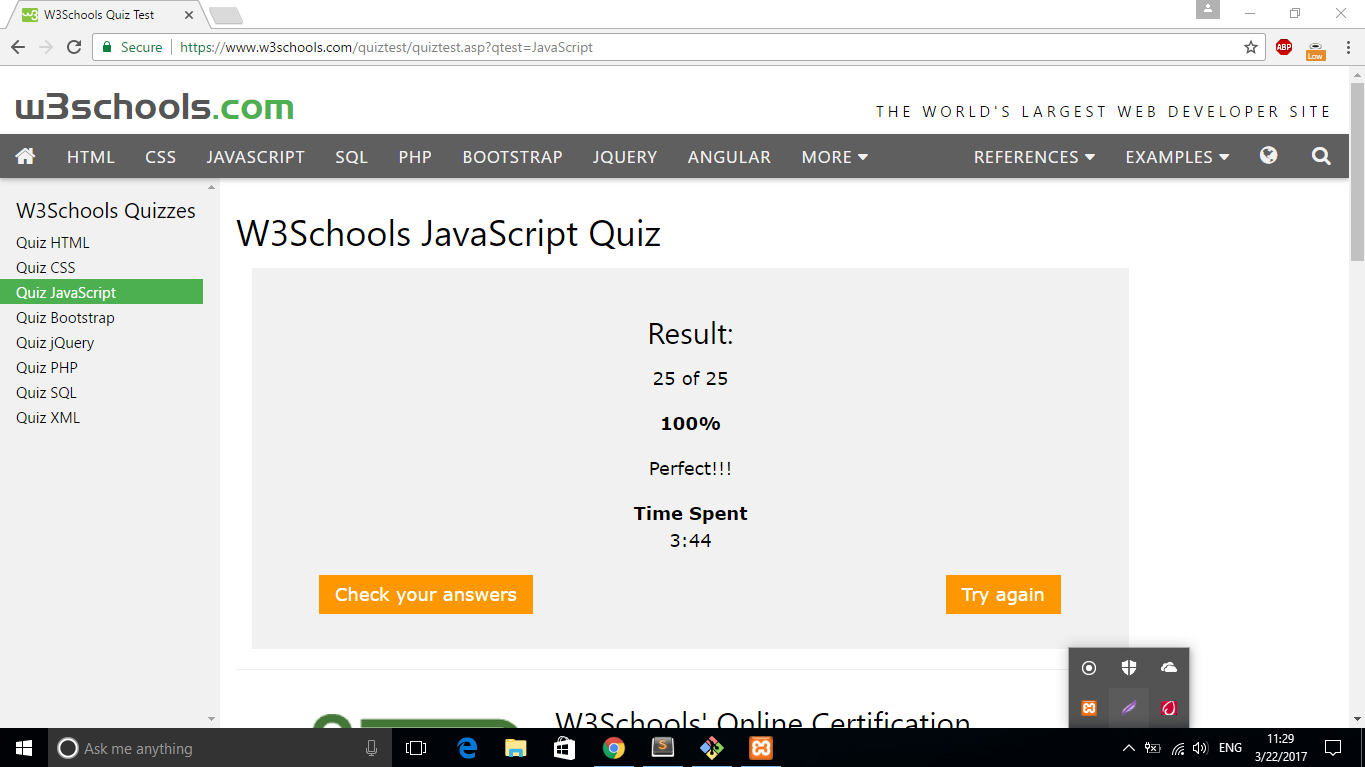 W3Schools Quiz Test
Secure https://www.w3schools.com/quiztest/quiztest.asp?qtest=JavaScript
ABP
Low
w3schools.com
THE WORLD'S LARGEST WEB DEVELOPER SITE
HTML CSS JAVASCRIPT SQL PHP BOOTSTRAP JQUERY ANGULAR MORE REFERENCES EXAMPLES
W3Schools Quizzes
Quiz HTML
Quiz CSS
Quiz JavaScript
Quiz Bootstrap
Quiz jQuery
Quiz PHP
Quiz SQL
Quiz XML
W3Schools JavaScript Quiz
Result:
25 of 25
100%
Perfect!!!
Time Spent
3:44
Check your answers
Try again
W3Schools' Online Certification
Ask me anything
ENG
11:29
3/22/2017